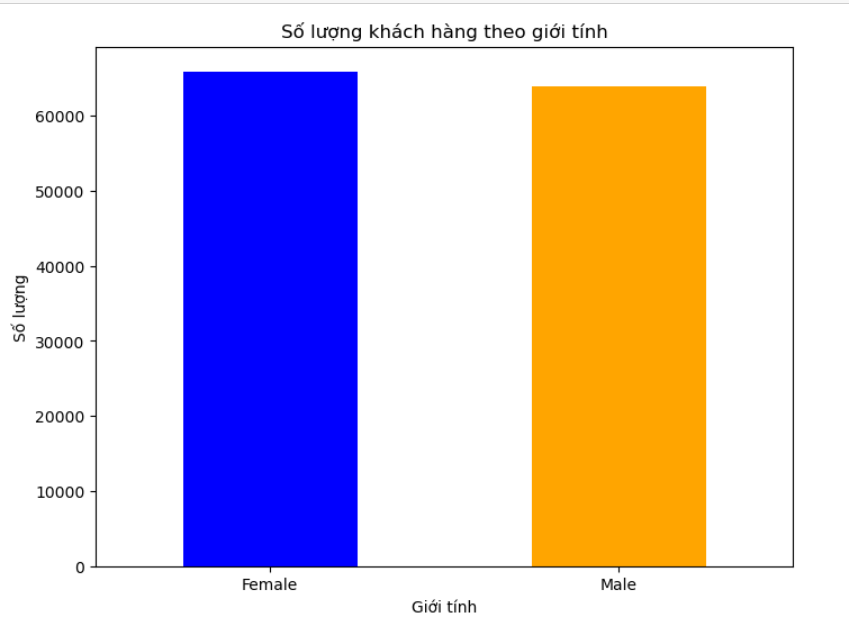 Số lượng khách hàng theo giới tính
Số lượng
60000
50000
40000
30000
20000
10000
0
Female Male
Giới tính